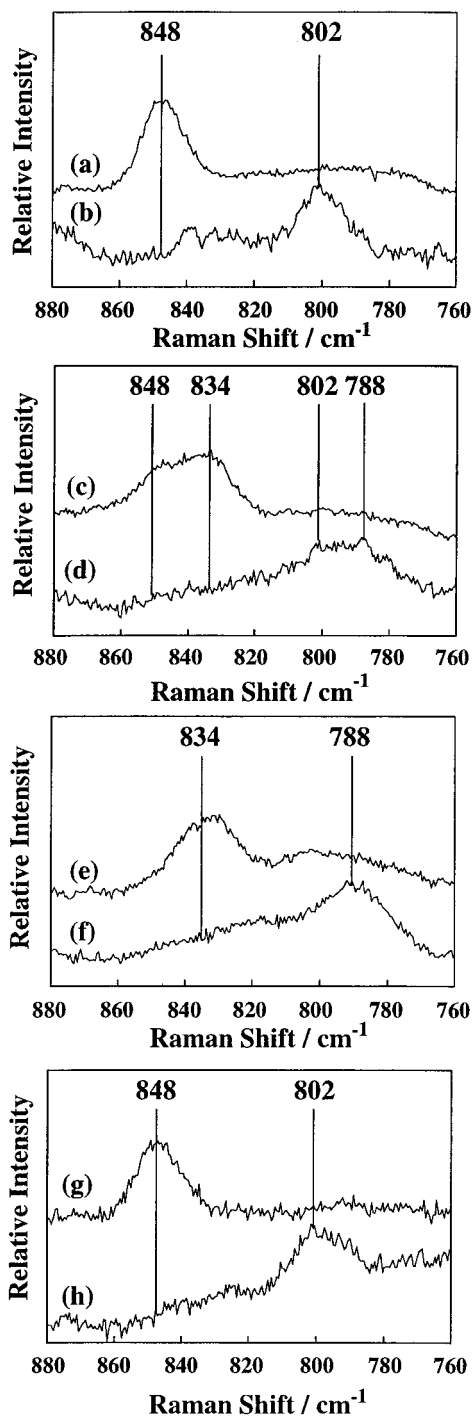 848 802
Relative Intensity
(a)
(b)
880 860 840 820 800 780 760
Raman Shift / cm-1
848 834 802 788
Relative Intensity
(c)
(d)
880 860 840 820 800 780 760
Raman Shift / cm-1
834 788
Relative Intensity
(e)
(f)
880 860 840 820 800 780 760
Raman Shift / cm-1
848 802
Relative Intensity
(g)
(h)
880 860 840 820 800 780 760
Raman Shift / cm-1